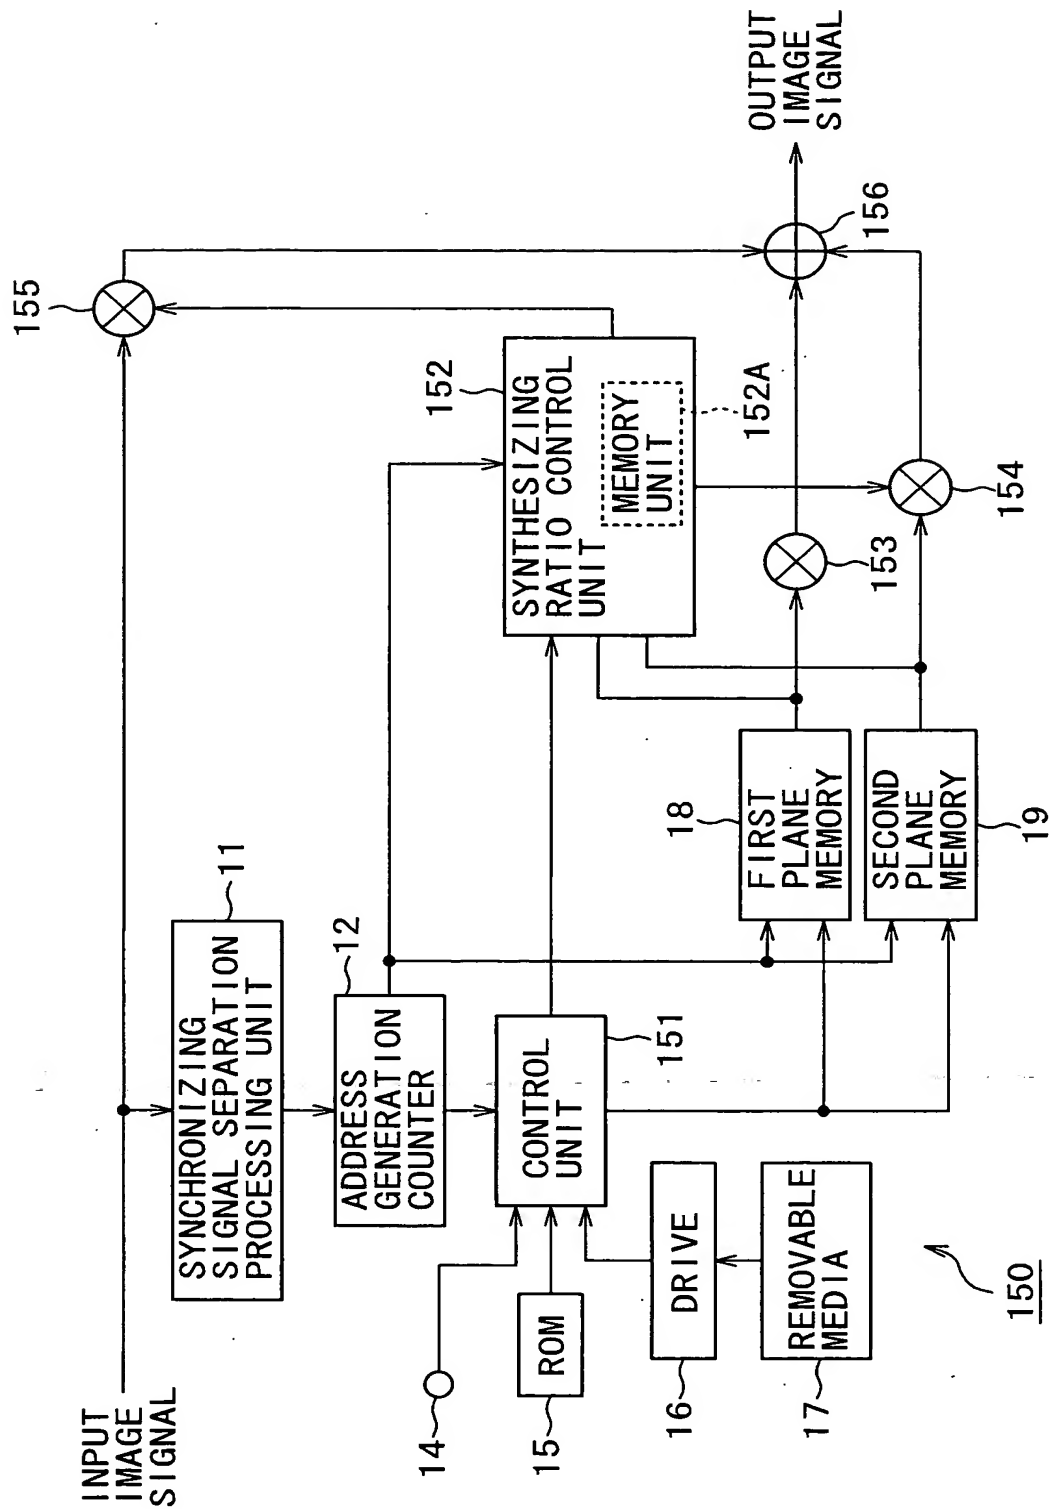 INPUT
IMAGE
SIGNAL
155
SYNCHRONIZING
SIGNAL SEPARATION
PROCESSING UNIT
11
ADDRESS
GENERATION
COUNTER
12
14
ROM
15
CONTROL
UNIT
151
SYNTHESIZING
RATIO CONTROL
UNIT
152
MEMORY
UNIT
152A
DRIVE
16
REMOVABLE
MEDIA
17
FIRST
PLANE
MEMORY
18
SECOND
PLANE
MEMORY
19
153
154
156
OUTPUT
IMAGE
SIGNAL
150